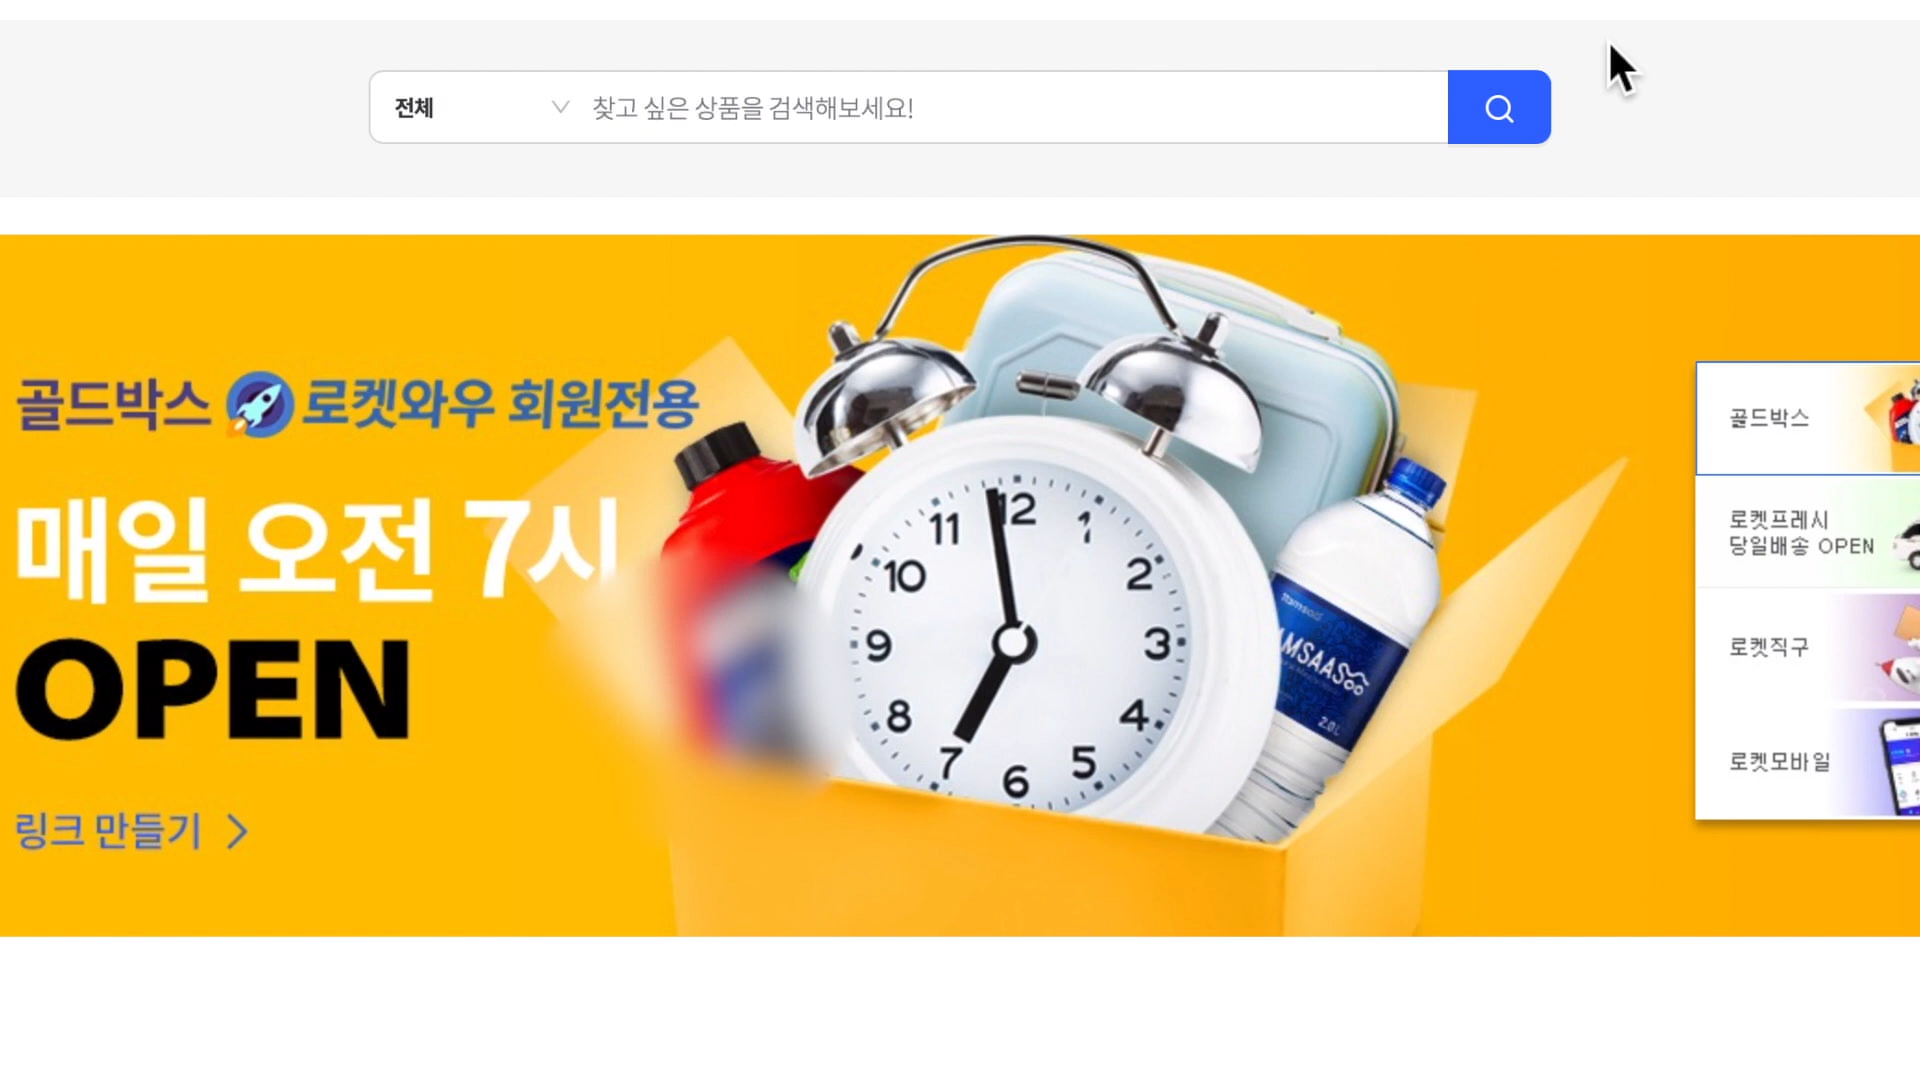 전체
찾고 싶은 상품을 검색해보세요!
골드박스 로켓와우 회원전용
매일 오전 7시
OPEN
링크 만들기
11 12 1
10 2
9 3
8 4
7 6 5
MSAAS
2.0L
골드박스
로켓프레시
당일배송 OPEN
로켓직구
로켓모바일